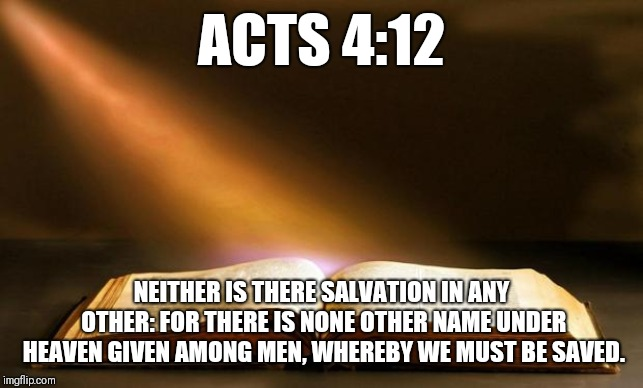 ACTS 4:12
NEITHER IS THERE SALVATION IN ANY
OTHER: FOR THERE IS NONE OTHER NAME UNDER
HEAVEN GIVEN AMONG MEN, WHEREBY WE MUST BE SAVED.
imgflip.com